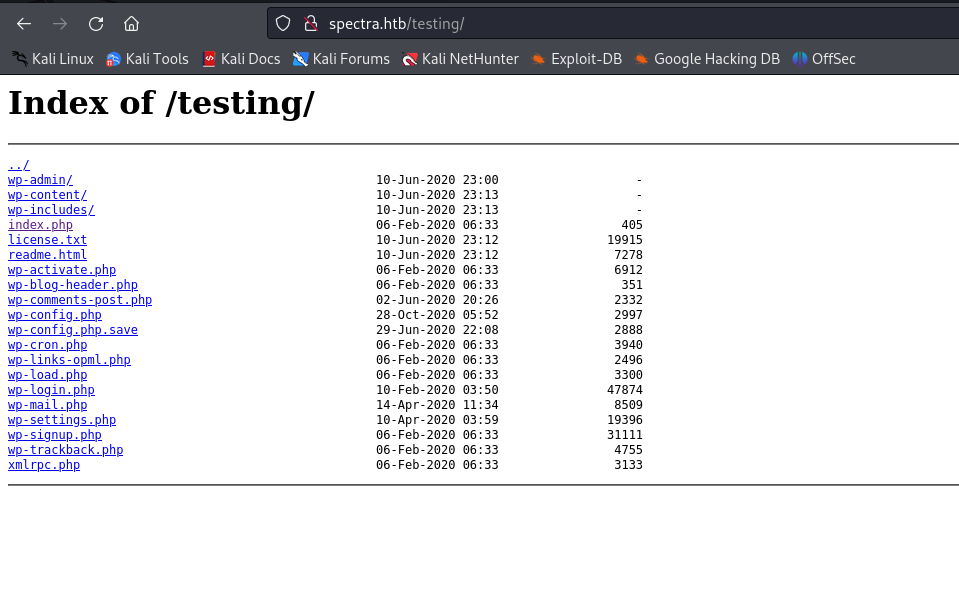 spectra.htb/testing/
Kali Linux Kali Tools Kali Docs Kali Forums Kali NetHunter Exploit-DB Google Hacking DB OffSec
Index of /testing/
../
wp-admin/ 10-Jun-2020 23:00 -
wp-content/ 10-Jun-2020 23:13 -
wp-includes/ 10-Jun-2020 23:13 -
index.php 06-Feb-2020 06:33 405
license.txt 10-Jun-2020 23:12 19915
readme.html 10-Jun-2020 23:12 7278
wp-activate.php 06-Feb-2020 06:33 6912
wp-blog-header.php 06-Feb-2020 06:33 351
wp-comments-post.php 02-Jun-2020 20:26 2332
wp-config.php 28-Oct-2020 05:52 2997
wp-config.php.save 29-Jun-2020 22:08 2888
wp-cron.php 06-Feb-2020 06:33 3940
wp-links-opml.php 06-Feb-2020 06:33 2496
wp-load.php 06-Feb-2020 06:33 3300
wp-login.php 10-Feb-2020 03:50 47874
wp-mail.php 14-Apr-2020 11:34 8509
wp-settings.php 10-Apr-2020 03:59 19396
wp-signup.php 06-Feb-2020 06:33 31111
wp-trackback.php 06-Feb-2020 06:33 4755
xmlrpc.php 06-Feb-2020 06:33 3133